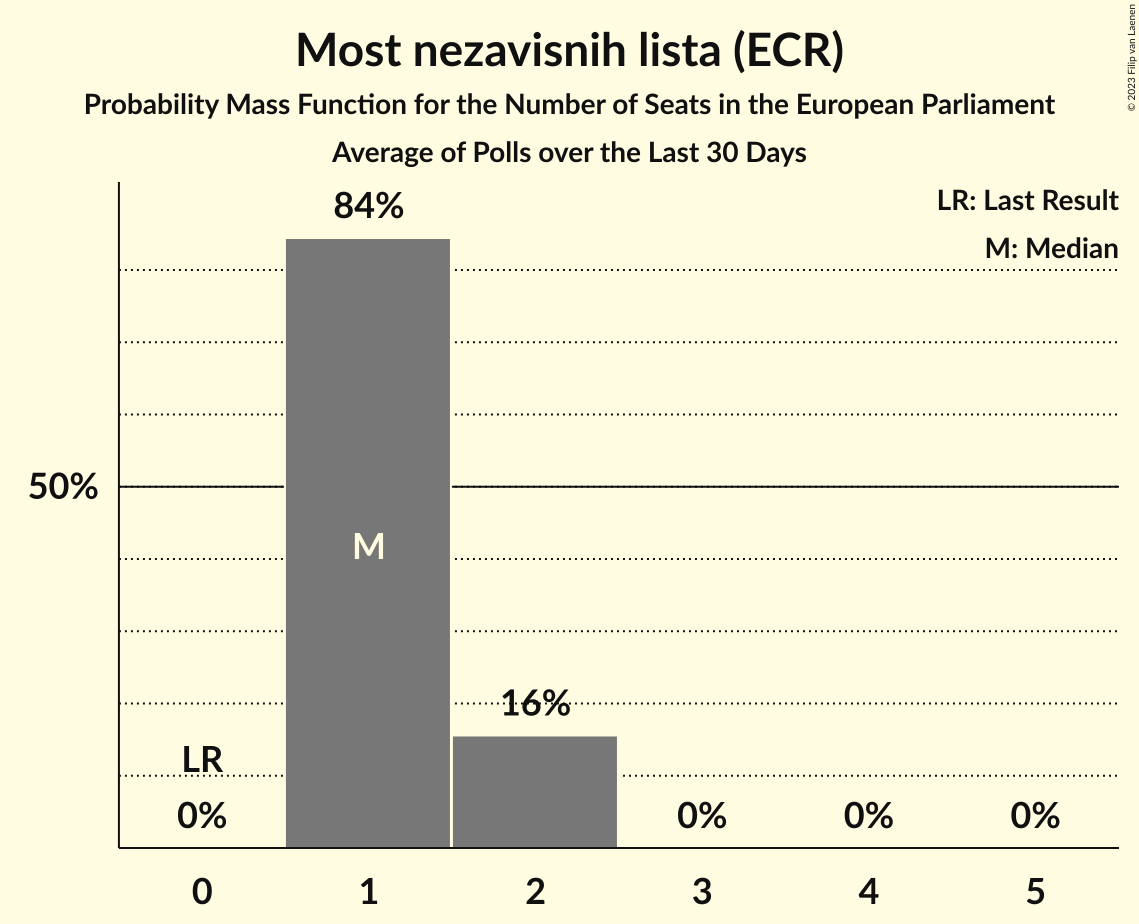 Most nezavisnih lista (ECR)
Probability Mass Function for the Number of Seats in the European Parliament
Average of Polls over the Last 30 Days
© 2023 Filip van Laenen
LR: Last Result
M: Median
84%
50%
M
16%
LR
0%
0%
0%
0%
0
1
2
3
4
5